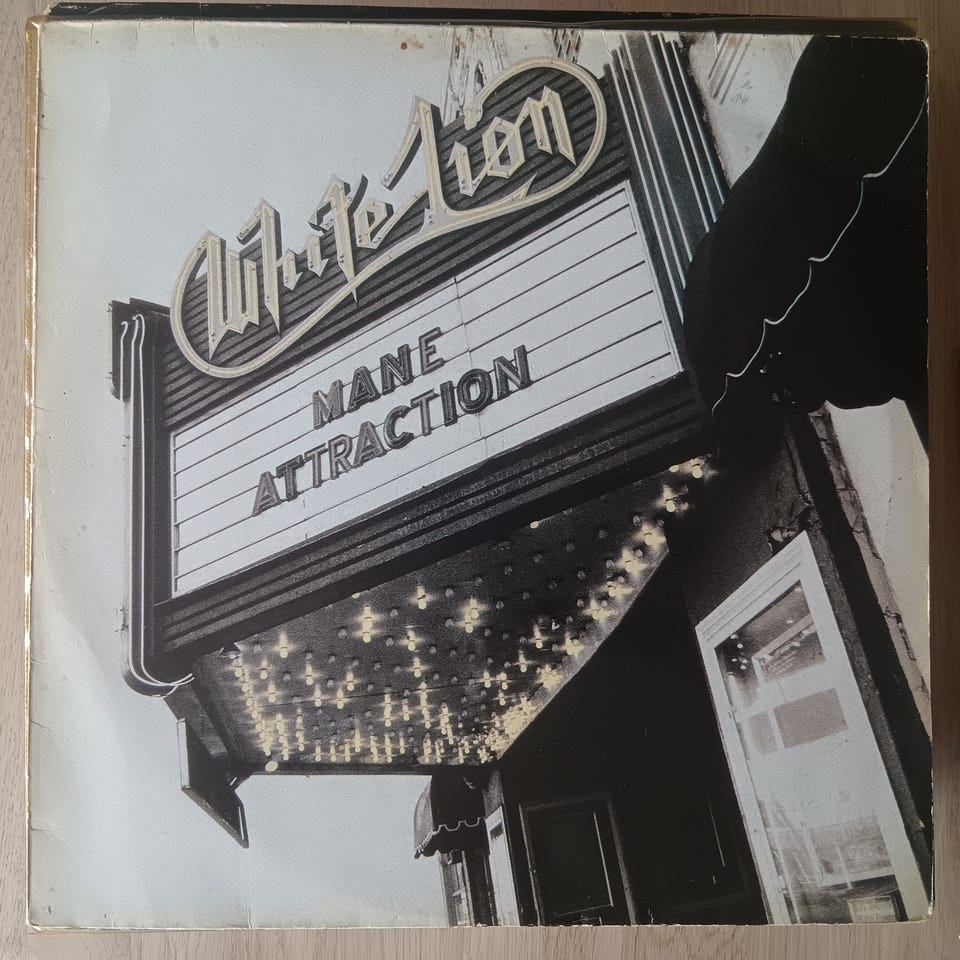 White Lion
MANE
ATTRACTION